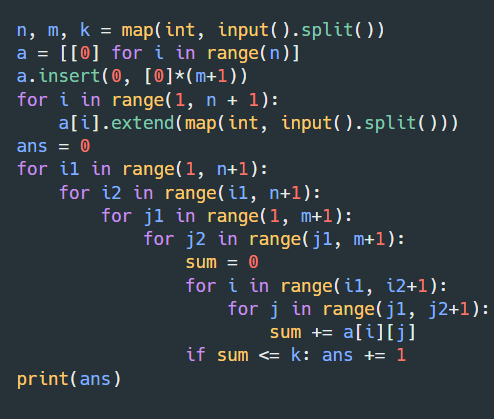 n, m, k = map(int, input().split())
a = [[0] for i in range(n)]
a.insert(0, [0]*(m+1))
for i in range(1, n + 1):
    a[i].extend(map(int, input().split()))
ans = 0
for i1 in range(1, n+1):
    for i2 in range(i1, n+1):
        for j1 in range(1, m+1):
            for j2 in range(j1, m+1):
                sum = 0
                for i in range(i1, i2+1):
                    for j in range(j1, j2+1):
                        sum += a[i][j]
                if sum <= k: ans += 1
print(ans)